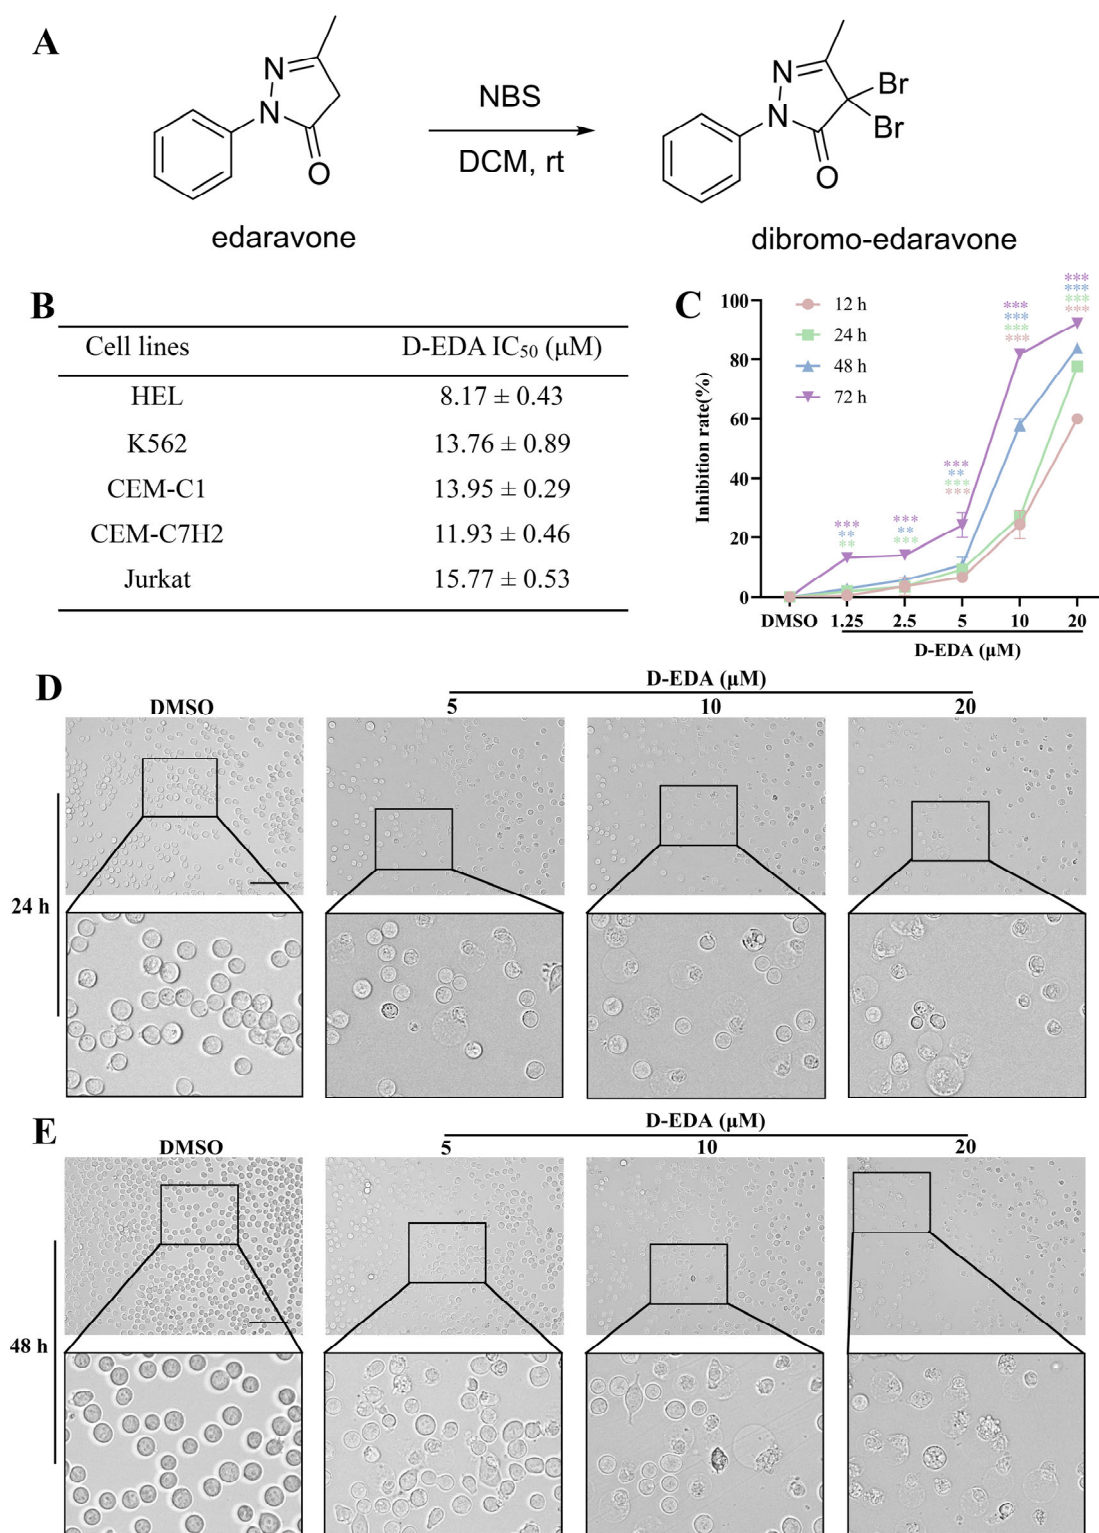 A
N
N
O
edaravone
NBS
DCM, rt
N
N
O
Br
Br
dibromo-edaravone
B
Cell lines D-EDA IC₅₀ (μM)
HEL 8.17 ± 0.43
K562 13.76 ± 0.89
CEM-C1 13.95 ± 0.29
CEM-C7H2 11.93 ± 0.46
Jurkat 15.77 ± 0.53
C
Inhibition rate(%)
100
80
60
40
20
0
12 h
24 h
48 h
72 h
***
**
**
***
**
***
***
**
***
***
***
***
***
***
***
***
***
***
DMSO 1.25 2.5 5 10 20
D-EDA (μM)
D
D-EDA (μM)
DMSO 5 10 20
24 h
E
D-EDA (μM)
DMSO 5 10 20
48 h